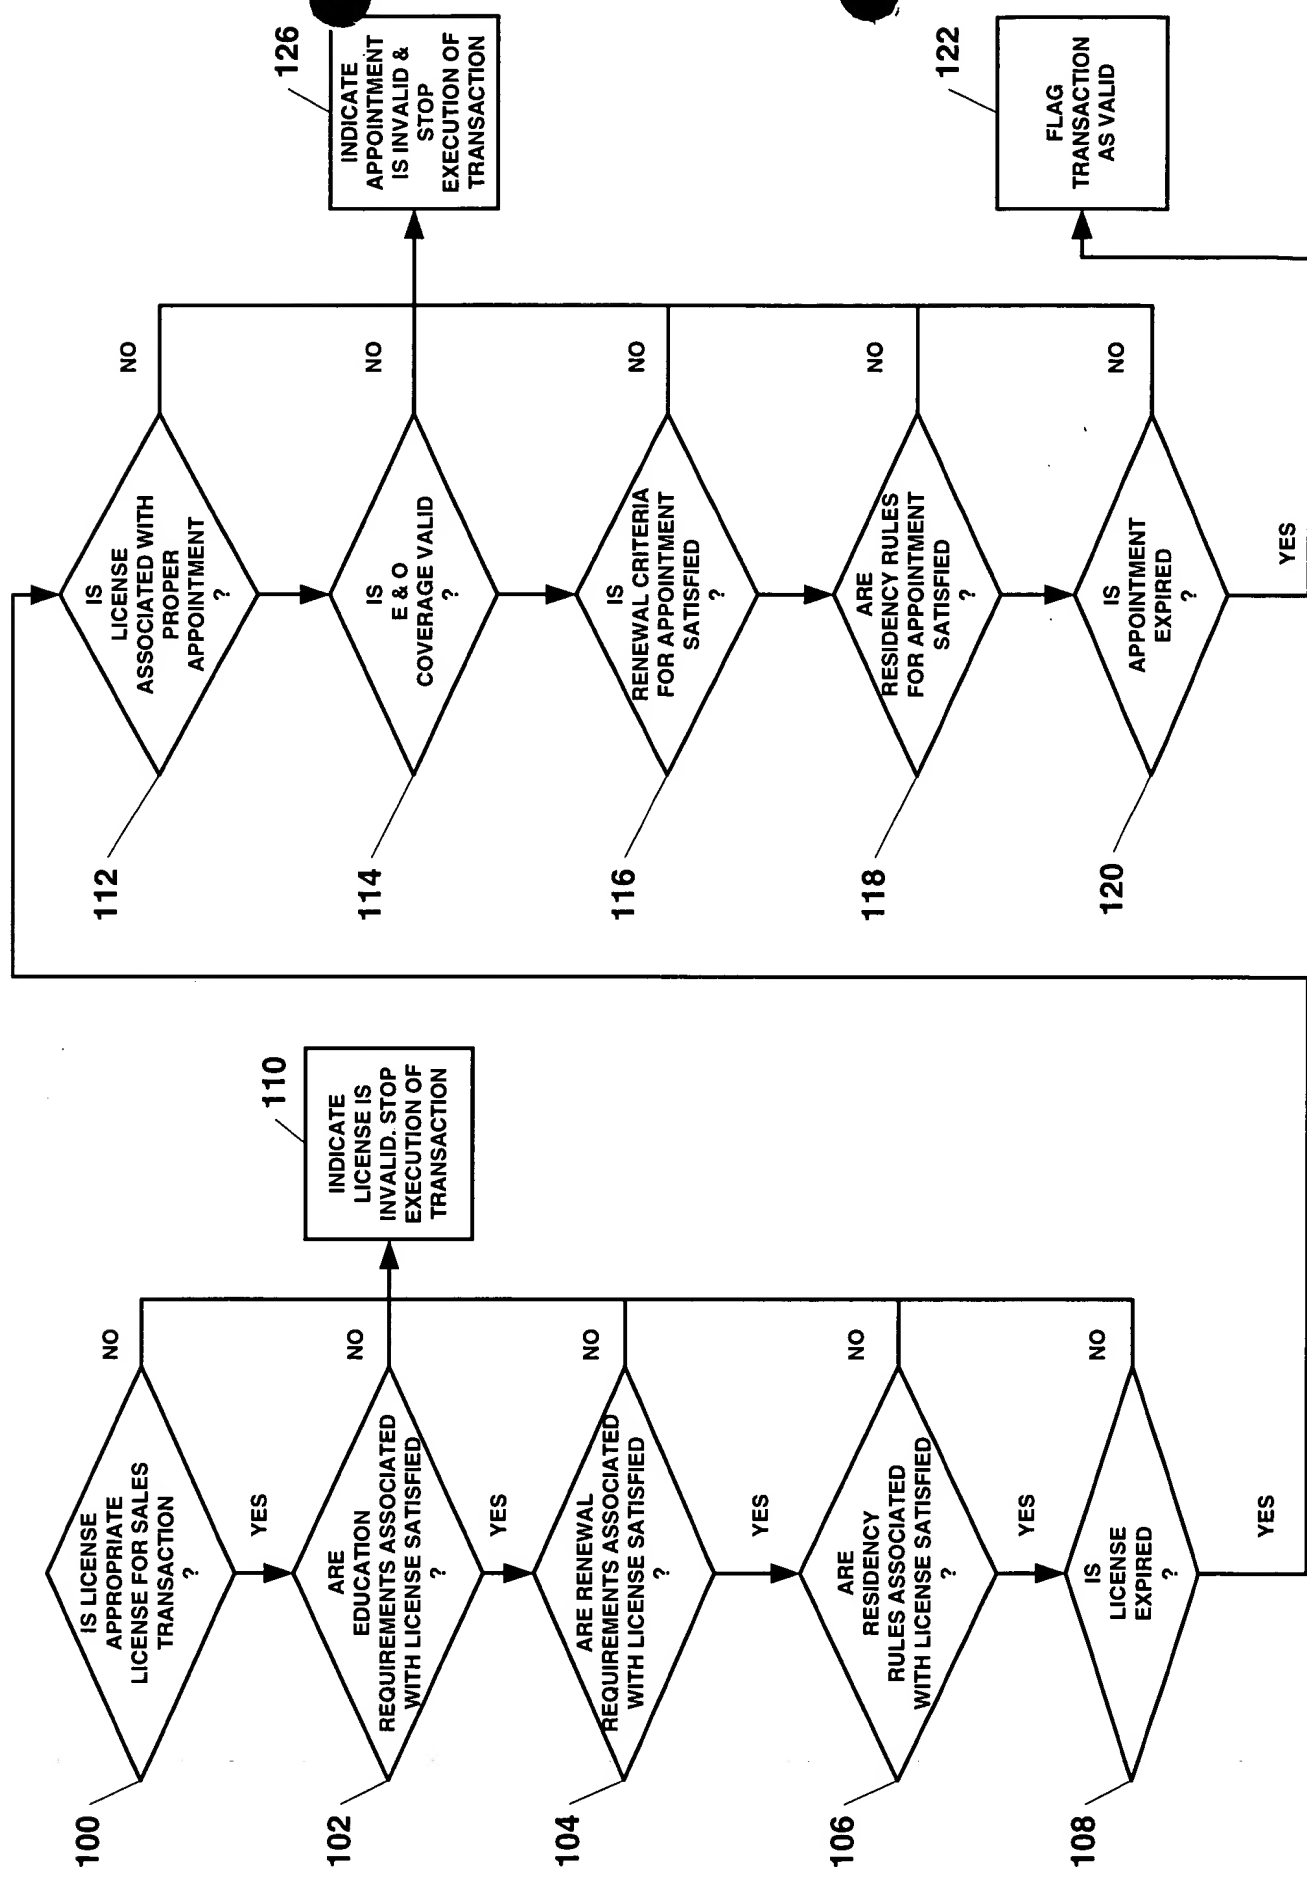 100
IS LICENSE
APPROPRIATE
LICENSE FOR SALES
TRANSACTION
?
NO
YES
102
ARE
EDUCATION
REQUIREMENTS ASSOCIATED
WITH LICENSE SATISFIED
?
NO
YES
110
INDICATE
LICENSE IS
INVALID. STOP
EXECUTION OF
TRANSACTION
104
ARE RENEWAL
REQUIREMENTS ASSOCIATED
WITH LICENSE SATISFIED
?
NO
YES
106
ARE
RESIDENCY
RULES ASSOCIATED
WITH LICENSE SATISFIED
?
NO
YES
108
IS
LICENSE
EXPIRED
?
NO
YES
112
IS
LICENSE
ASSOCIATED WITH
PROPER
APPOINTMENT
?
NO
114
IS
E & O
COVERAGE VALID
?
NO
126
INDICATE
APPOINTMENT
IS INVALID &
STOP
EXECUTION OF
TRANSACTION
116
IS
RENEWAL CRITERIA
FOR APPOINTMENT
SATISFIED
?
NO
118
ARE
RESIDENCY RULES
FOR APPOINTMENT
SATISFIED
?
NO
120
IS
APPOINTMENT
EXPIRED
?
NO
YES
122
FLAG
TRANSACTION
AS VALID